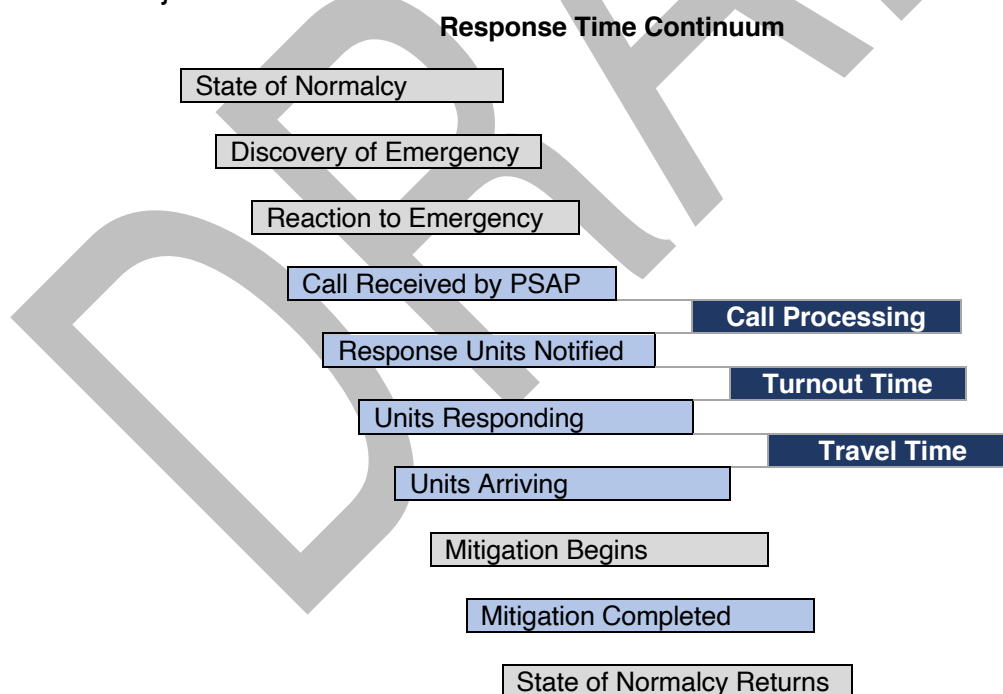 Response Time Continuum
State of Normalcy
Discovery of Emergency
Reaction to Emergency
Call Received by PSAP
Call Processing
Response Units Notified
Turnout Time
Units Responding
Travel Time
Units Arriving
Mitigation Begins
Mitigation Completed
State of Normalcy Returns